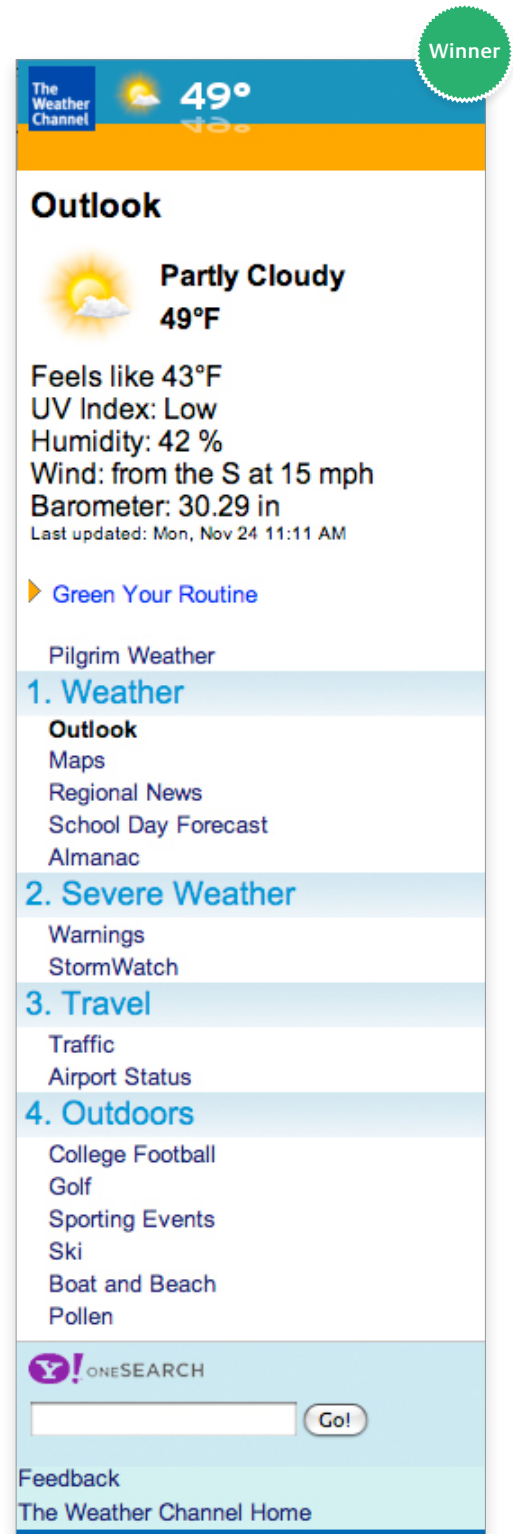 Winner
The
Weather
Channel
49°
Outlook
Partly Cloudy
49°F
Feels like 43°F
UV Index: Low
Humidity: 42 %
Wind: from the S at 15 mph
Barometer: 30.29 in
Last updated: Mon, Nov 24 11:11 AM
Green Your Routine
Pilgrim Weather
1. Weather
Outlook
Maps
Regional News
School Day Forecast
Almanac
2. Severe Weather
Warnings
StormWatch
3. Travel
Traffic
Airport Status
4. Outdoors
College Football
Golf
Sporting Events
Ski
Boat and Beach
Pollen
Y! ONESEARCH
Go!
Feedback
The Weather Channel Home